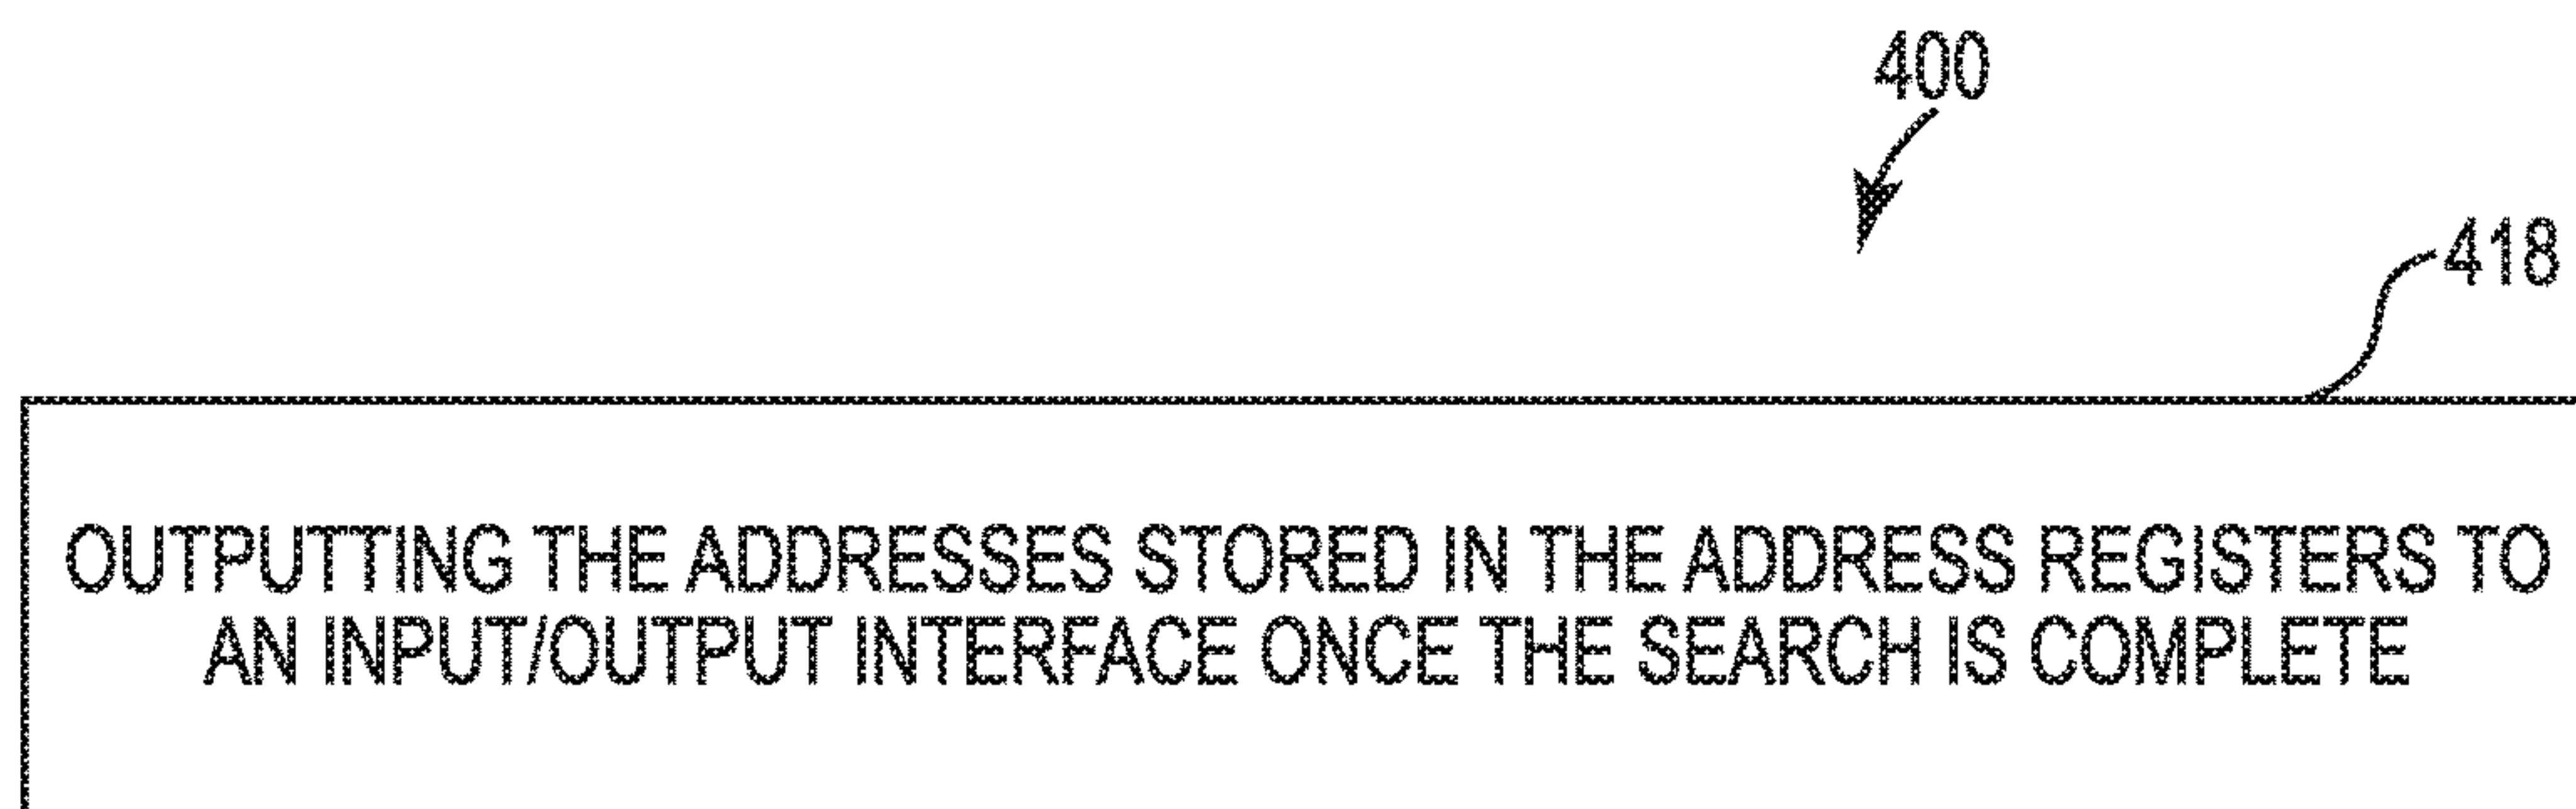 400
418
OUTPUTTING THE ADDRESSES STORED IN THE ADDRESS REGISTERS TO
AN INPUT/OUTPUT INTERFACE ONCE THE SEARCH IS COMPLETE